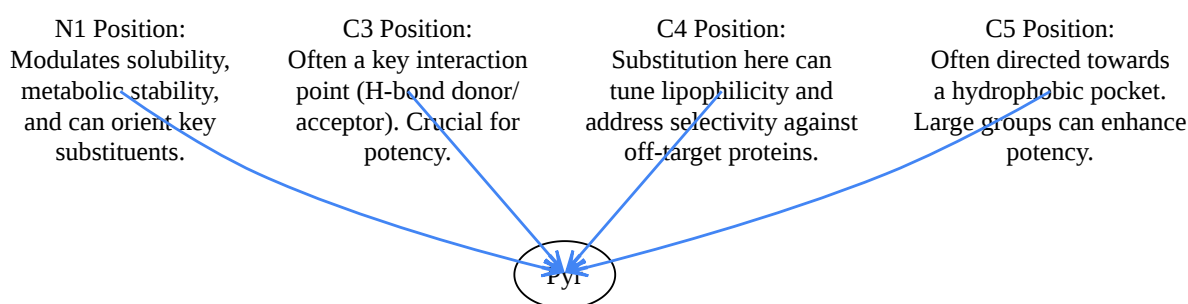 N1 Position:
Modulates solubility,
metabolic stability,
and can orient key
substituents.
C3 Position:
Often a key interaction
point (H-bond donor/
acceptor). Crucial for
potency.
C4 Position:
Substitution here can
tune lipophilicity and
address selectivity against
off-target proteins.
C5 Position:
Often directed towards
a hydrophobic pocket.
Large groups can enhance
potency.